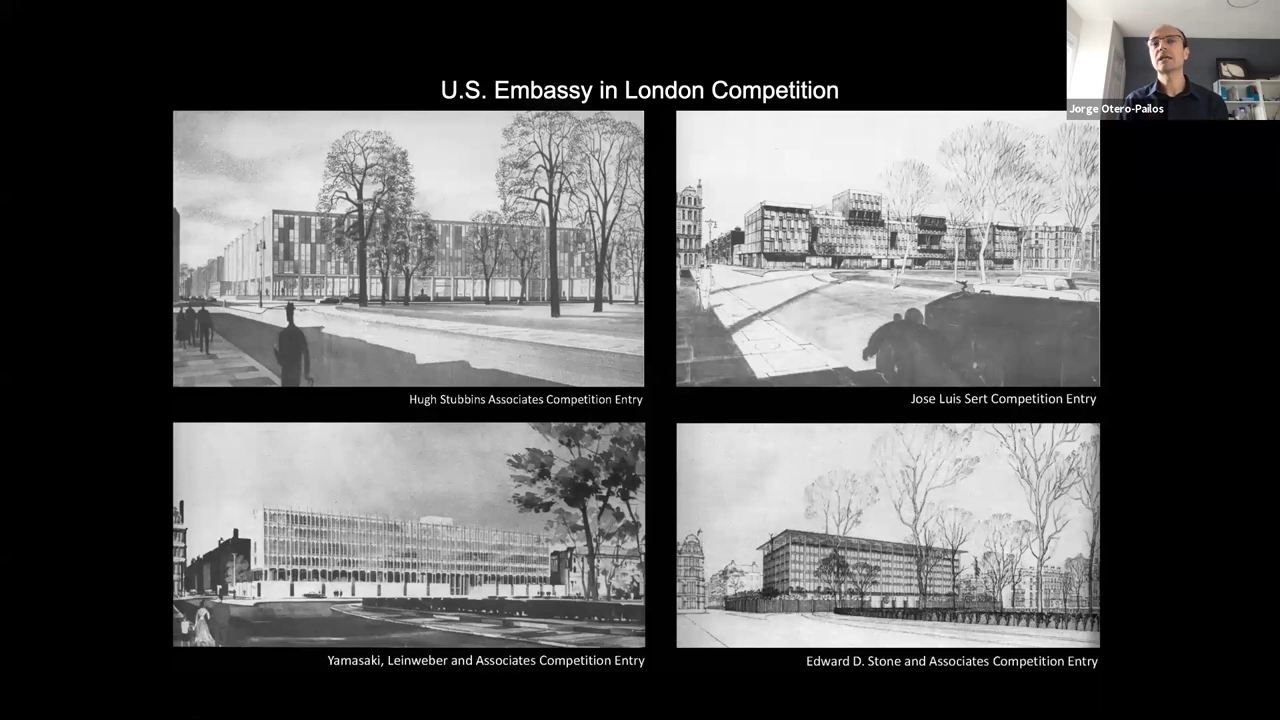 U.S. Embassy in London Competition
Jorge Otero-Pailos
Hugh Stubbins Associates Competition Entry
Jose Luis Sert Competition Entry
Yamasaki, Leinweber and Associates Competition Entry
Edward D. Stone and Associates Competition Entry